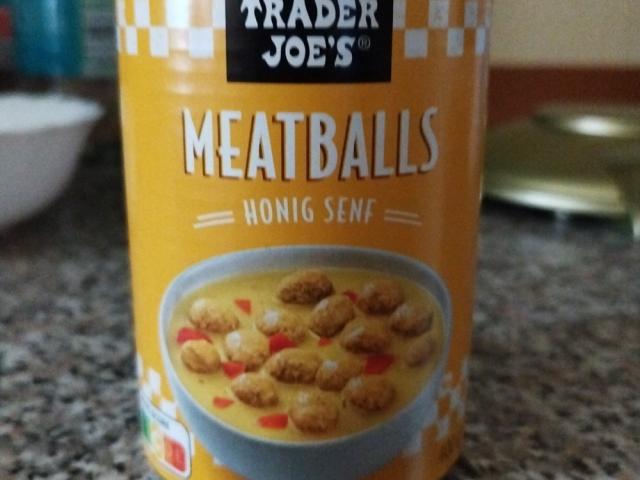 TRADER
JOE'S®
MEATBALLS
HONIG SENF